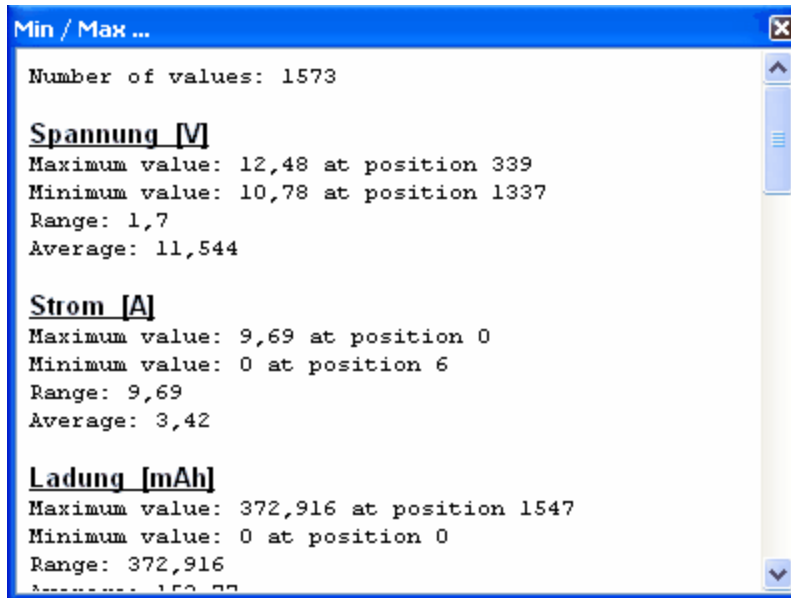 Min / Max ...
Number of values: 1573
Spannung [V]
Maximum value: 12,48 at position 339
Minimum value: 10,78 at position 1337
Range: 1,7
Average: 11,544
Strom [A]
Maximum value: 9,69 at position 0
Minimum value: 0 at position 6
Range: 9,69
Average: 3,42
Ladung [mAh]
Maximum value: 372,916 at position 1547
Minimum value: 0 at position 0
Range: 372,916